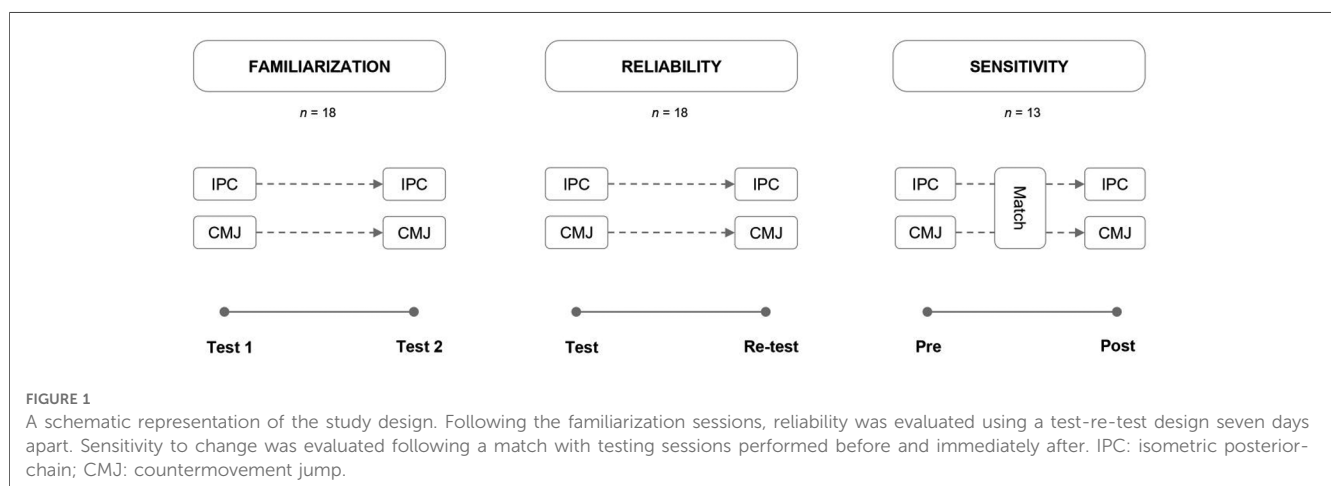 FAMILIARIZATION
RELIABILITY
SENSITIVITY
n = 18
n = 18
n = 13
IPC
IPC
IPC
IPC
IPC
IPC
Match
CMJ
CMJ
CMJ
CMJ
CMJ
CMJ
Test 1
Test 2
Test
Re-test
Pre
Post
FIGURE 1
A schematic representation of the study design. Following the familiarization sessions, reliability was evaluated using a test-re-test design seven days
apart. Sensitivity to change was evaluated following a match with testing sessions performed before and immediately after. IPC: isometric posterior-
chain; CMJ: countermovement jump.